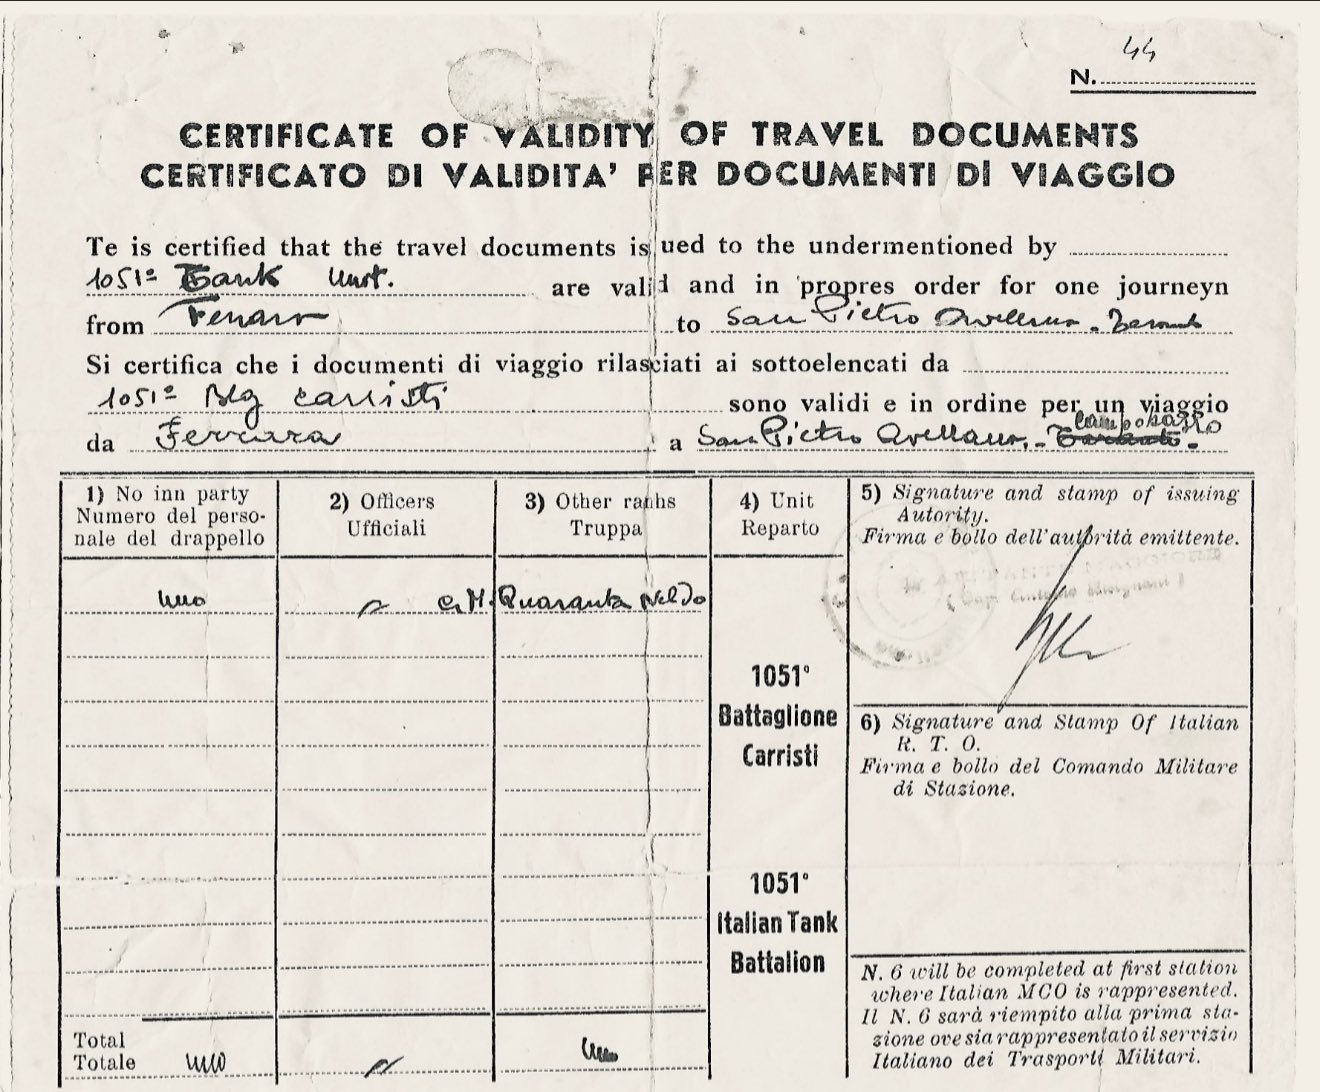 44
N.
CERTIFICATE OF VALIDITY OF TRAVEL DOCUMENTS
CERTIFICATO DI VALIDITA' PER DOCUMENTI DI VIAGGIO
Te is certified that the travel documents is ued to the undermentioned by
1051º Tank Unit. are valid and in propres order for one journeyn
from Ferrara to San Pietro Avellana -
Si certifica che i documenti di viaggio rilasciati ai sottoelencati da
1051º Btg carristi sono validi e in ordine per un viaggio
Campobasso
da Ferrara a San Pietro Avellana, - Taranto -
1) No inn party
Numero del perso-
nale del drappello
2) Officers
Ufficiali
3) Other ranhs
Truppa
4) Unit
Reparto
5) Signature and stamp of issuing
Autority.
Firma e bollo dell'autorità emittente.
uno Quaranta
AIUTANTE MAGGIORE
1051°
Battaglione
Carristi
6) Signature and Stamp Of Italian
R. T. O.
Firma e bollo del Comando Militare
di Stazione.
1051°
Italian Tank
Battalion
N. 6 will be completed at first station
where Italian MCO is rappresented.
Il N. 6 sarà riempito alla prima sta-
zione ove sia rappresentato il servizio
Italiano dei Trasporti Militari.
Total
Totale uno uno